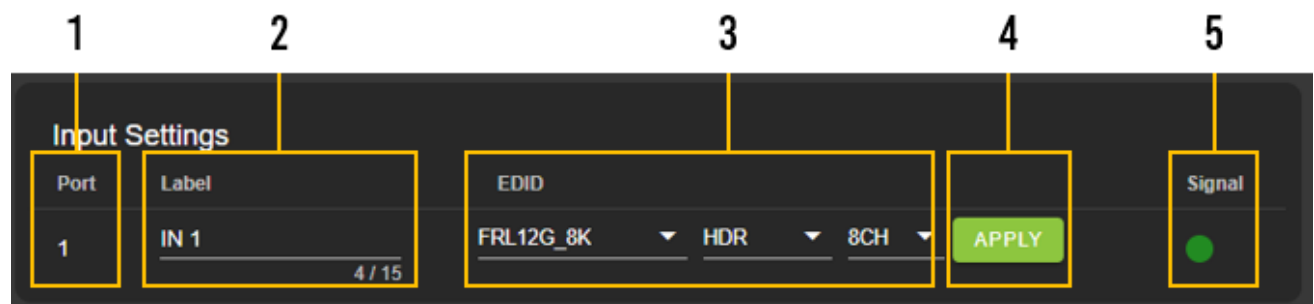 1 2 3 4 5
Input Settings
Port Label EDID Signal
1 IN 1 FRL12G_8K HDR 8CH APPLY
4 / 15